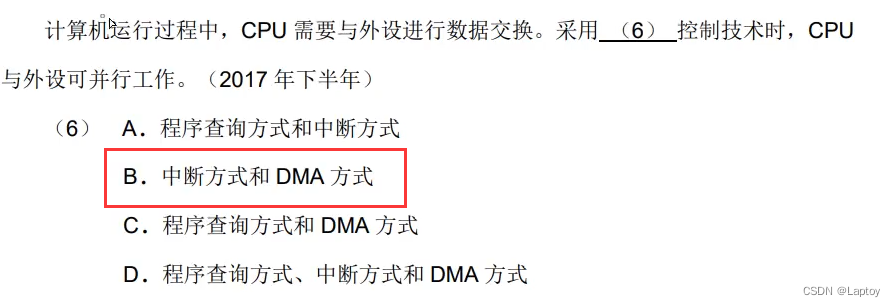 计算机运行过程中，CPU 需要与外设进行数据交换。采用 （6） 控制技术时，CPU
与外设可并行工作。（2017 年下半年）
（6） A．程序查询方式和中断方式
B．中断方式和 DMA 方式
C．程序查询方式和 DMA 方式
D．程序查询方式、中断方式和 DMA 方式
CSDN @Laptoy